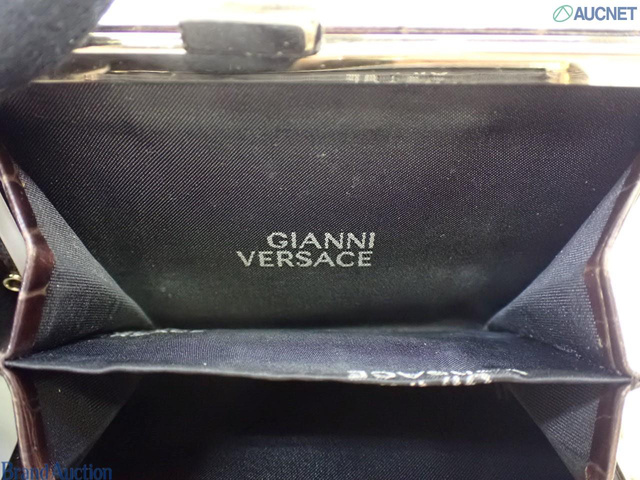 AUCNET
GIANNI
VERSACE
Brand Auction